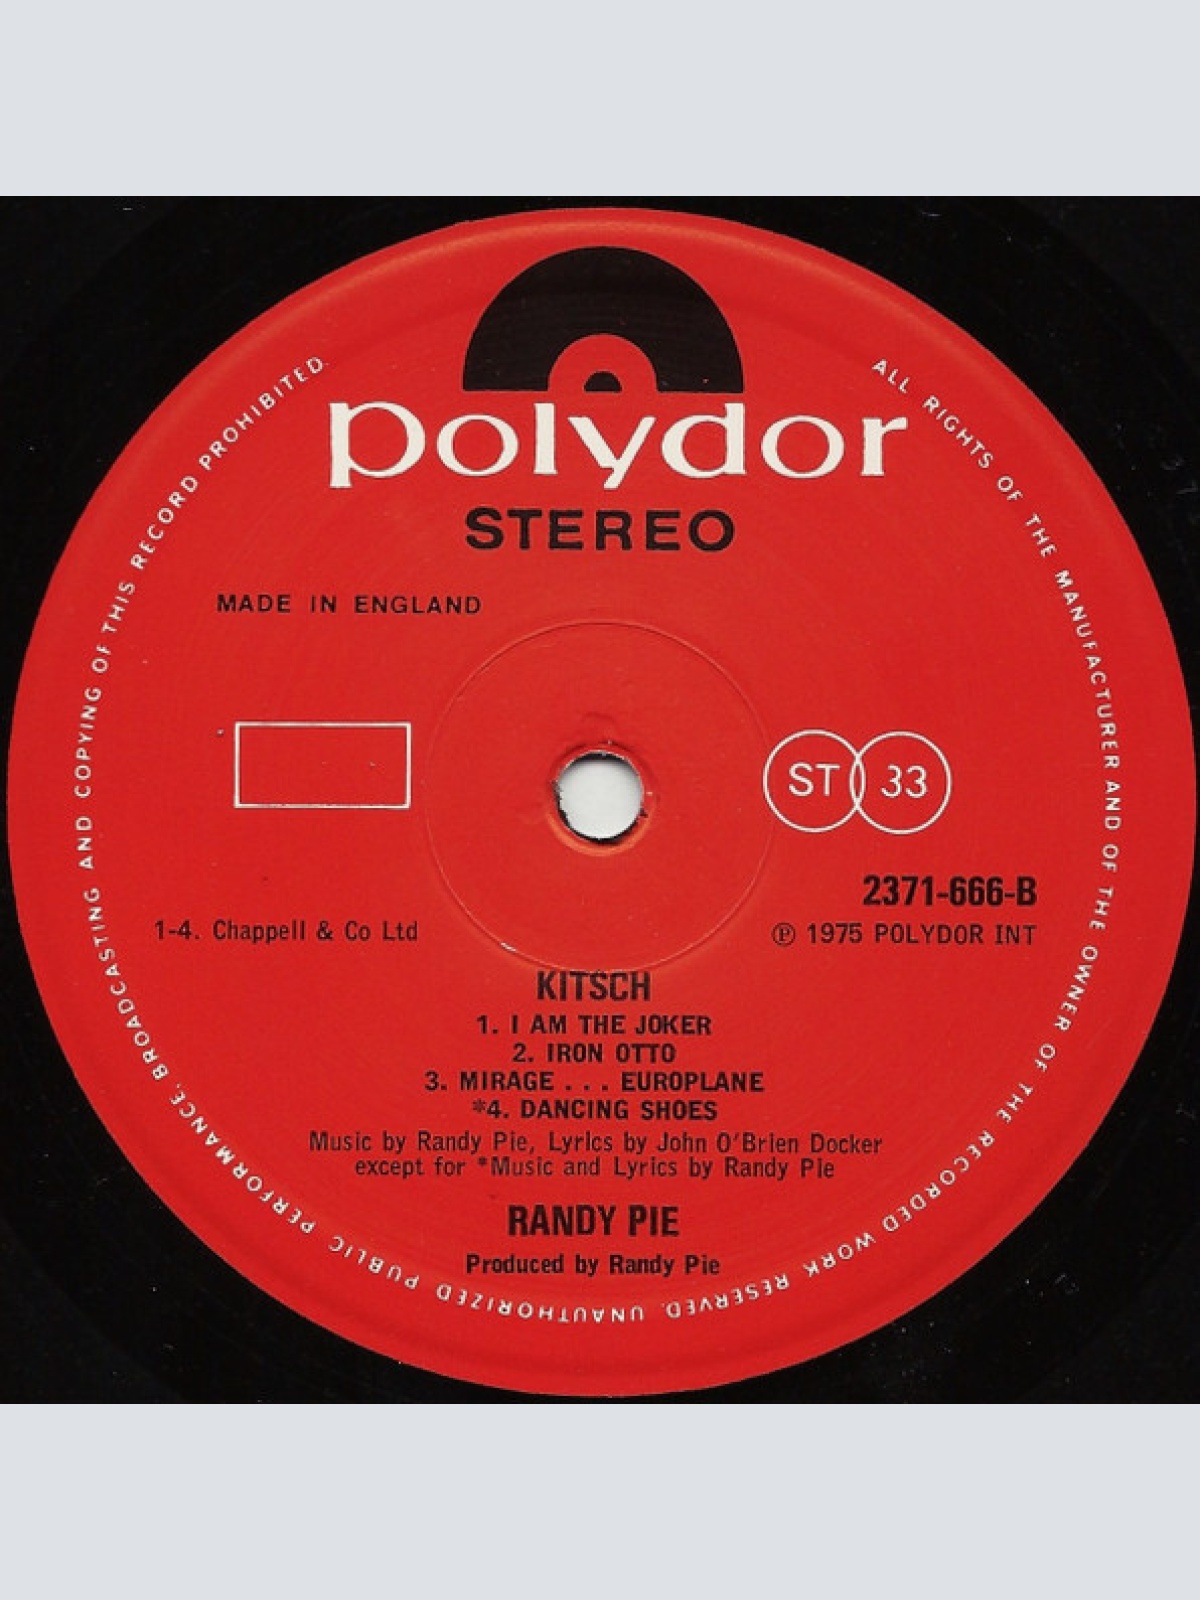 polydor
STEREO
MADE IN ENGLAND
ST 33
2371-666-B
1-4. Chappell & Co Ltd
℗ 1975 POLYDOR INT
KITSCH
1. I AM THE JOKER
2. IRON OTTO
3. MIRAGE . . . EUROPLANE
*4. DANCING SHOES
Music by Randy Pie, Lyrics by John O'Brien Docker
except for *Music and Lyrics by Randy Pie
RANDY PIE
Produced by Randy Pie
ALL RIGHTS OF THE MANUFACTURER AND OF THE OWNER OF THE RECORDED WORK RESERVED. UNAUTHORIZED PUBLIC PERFORMANCE, BROADCASTING AND COPYING OF THIS RECORD PROHIBITED.